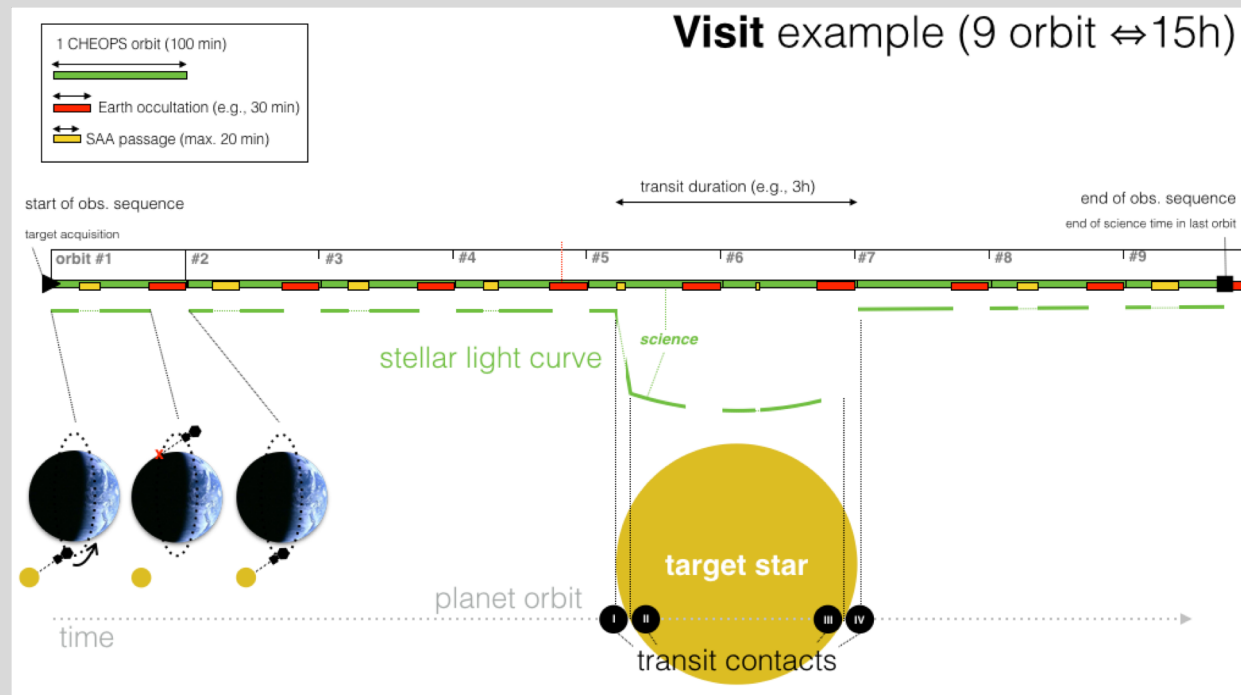 Visit example (9 orbit ⇔15h)
1 CHEOPS orbit (100 min)
Earth occultation (e.g., 30 min)
SAA passage (max. 20 min)
transit duration (e.g., 3h)
start of obs. sequence
target acquisition
end of obs. sequence
end of science time in last orbit
orbit #1 #2 #3 #4 #5 #6 #7 #8 #9
science
stellar light curve
x
target star
planet orbit
I II III IV
time
transit contacts